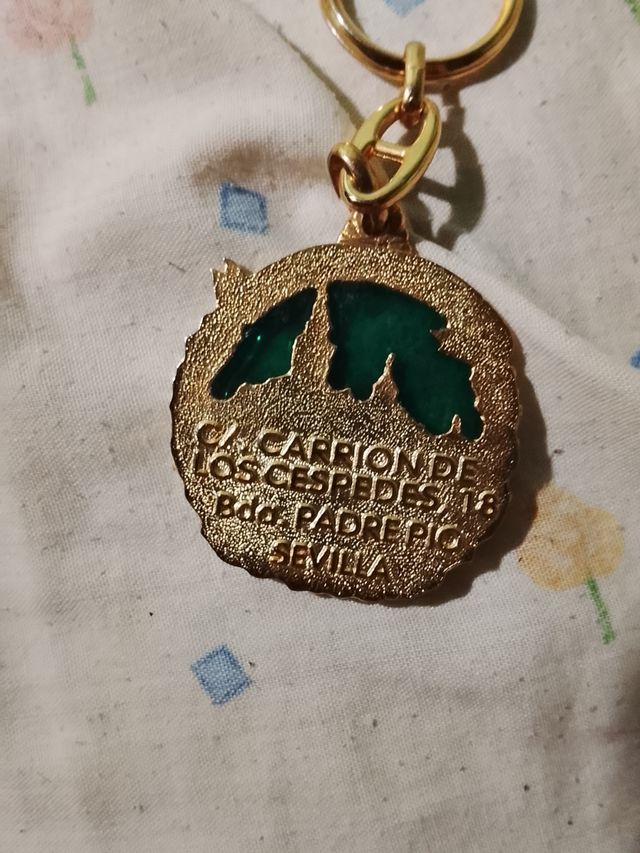 C/. CARRION DE
LOS CESPEDES, 18
Bda. PADRE PIO
SEVILLA